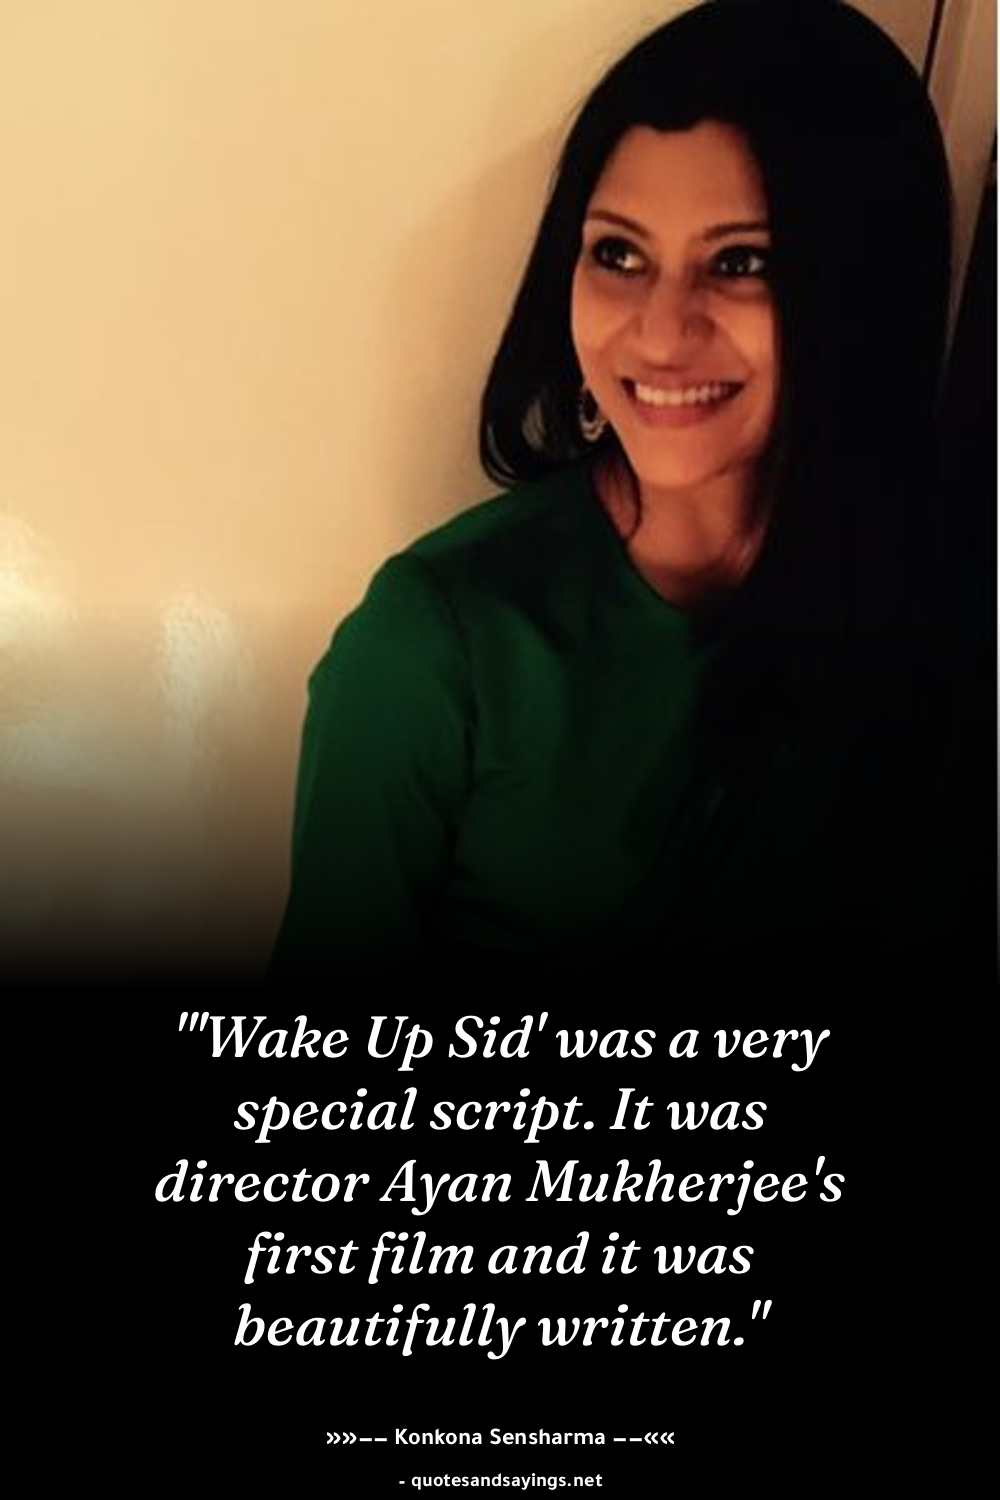 "'Wake Up Sid' was a very
special script. It was
director Ayan Mukherjee's
first film and it was
beautifully written."
»»−− Konkona Sensharma −−««
- quotesandsayings.net